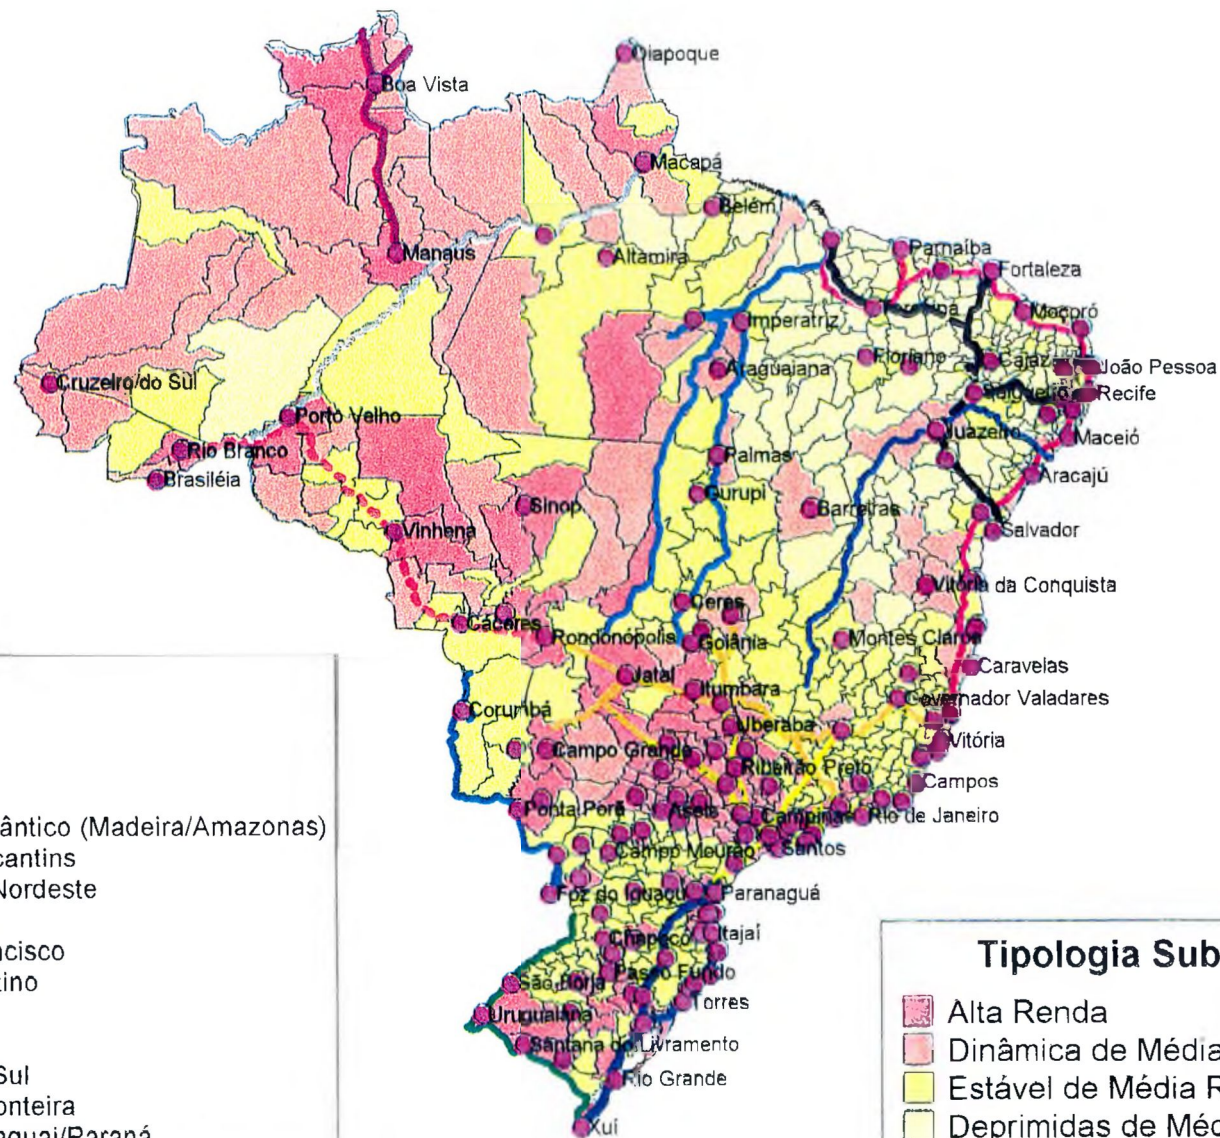 Oiapoque
Boa Vista
Macapá
Belém
Manaus
Altamira
Parnaíba
Fortaleza
Imperatriz
Moçoró
Floriano
Araguaiana
João Pessoa
Cruzeiro/do Sul
Recife
Porto Velho
Juazeiro
Maceió
Rio Branco
Palmas
Brasiléia
Aracajú
Gurupi
Sinop
Barreiras
Vinhena
Salvador
Vitória da Conquista
Ceres
Cáceres
Rondonópolis
Goiânia
Montes Claros
Caravelas
Jataí
Itumbara
Governador Valadares
Corumbá
Uberaba
Vitória
Campo Grande
Ribeirão Preto
Campos
Ponta Porã
Assis
Campinas
Rio de Janeiro
Campo Mourão
Santos
Foz do Iguaçu
Paranaguá
Chapecó
Itajaí
Passo Fundo
São Borja
Torres
Uruguaiana
Santana do Livramento
Rio Grande
Xuí
ântico (Madeira/Amazonas)
cantins
Nordeste
ncisco
Sul
onteira
Tipologia Sub
Alta Renda
Dinâmica de Média
Estável de Média R
Deprimidas de Méd